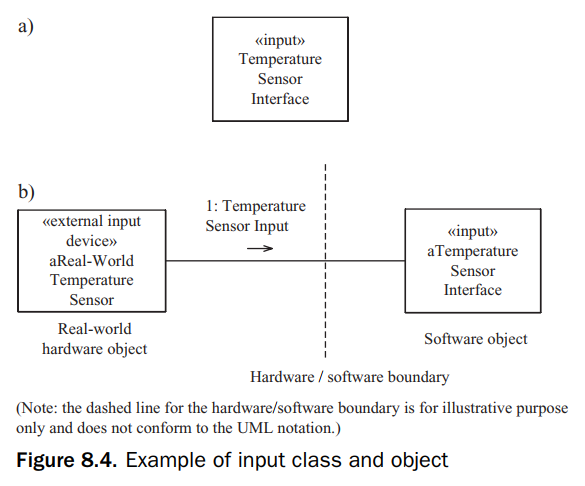 a)
«input»
Temperature
Sensor
Interface
b)
«external input
device»
aReal-World
Temperature
Sensor
Real-world
hardware object
1: Temperature
Sensor Input
«input»
aTemperature
Sensor
Interface
Software object
Hardware / software boundary
(Note: the dashed line for the hardware/software boundary is for illustrative purpose
only and does not conform to the UML notation.)
Figure 8.4. Example of input class and object